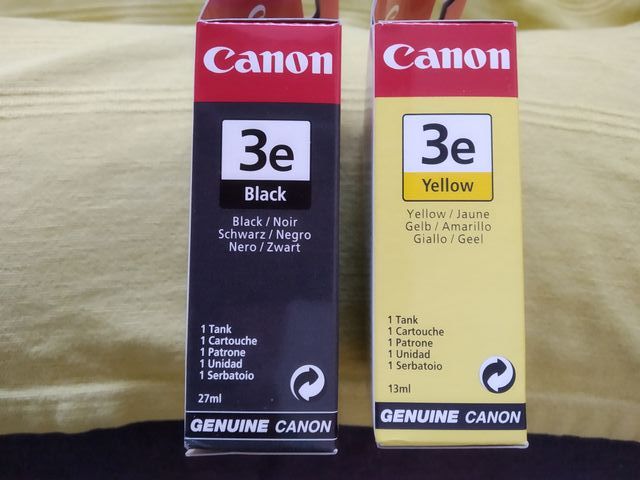 Canon
3e
Black
Black / Noir
Schwarz / Negro
Nero / Zwart
1 Tank
1 Cartouche
1 Patrone
1 Unidad
1 Serbatoio
27ml
GENUINE CANON
Canon
3e
Yellow
Yellow / Jaune
Gelb / Amarillo
Giallo / Geel
1 Tank
1 Cartouche
1 Patrone
1 Unidad
1 Serbatoio
13ml
GENUINE CANON